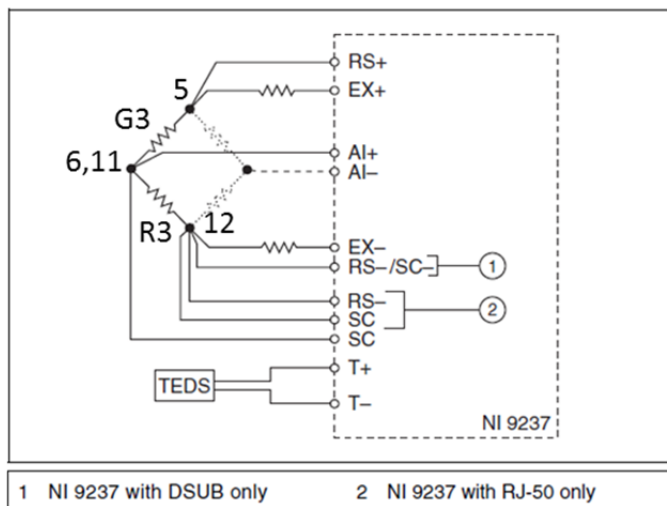 RS+
5
EX+
G3
6,11
AI+
AI–
R3
12
EX–
RS–/SC–
1
RS–
2
SC
SC
T+
TEDS
T–
NI 9237
1 NI 9237 with DSUB only
2 NI 9237 with RJ-50 only